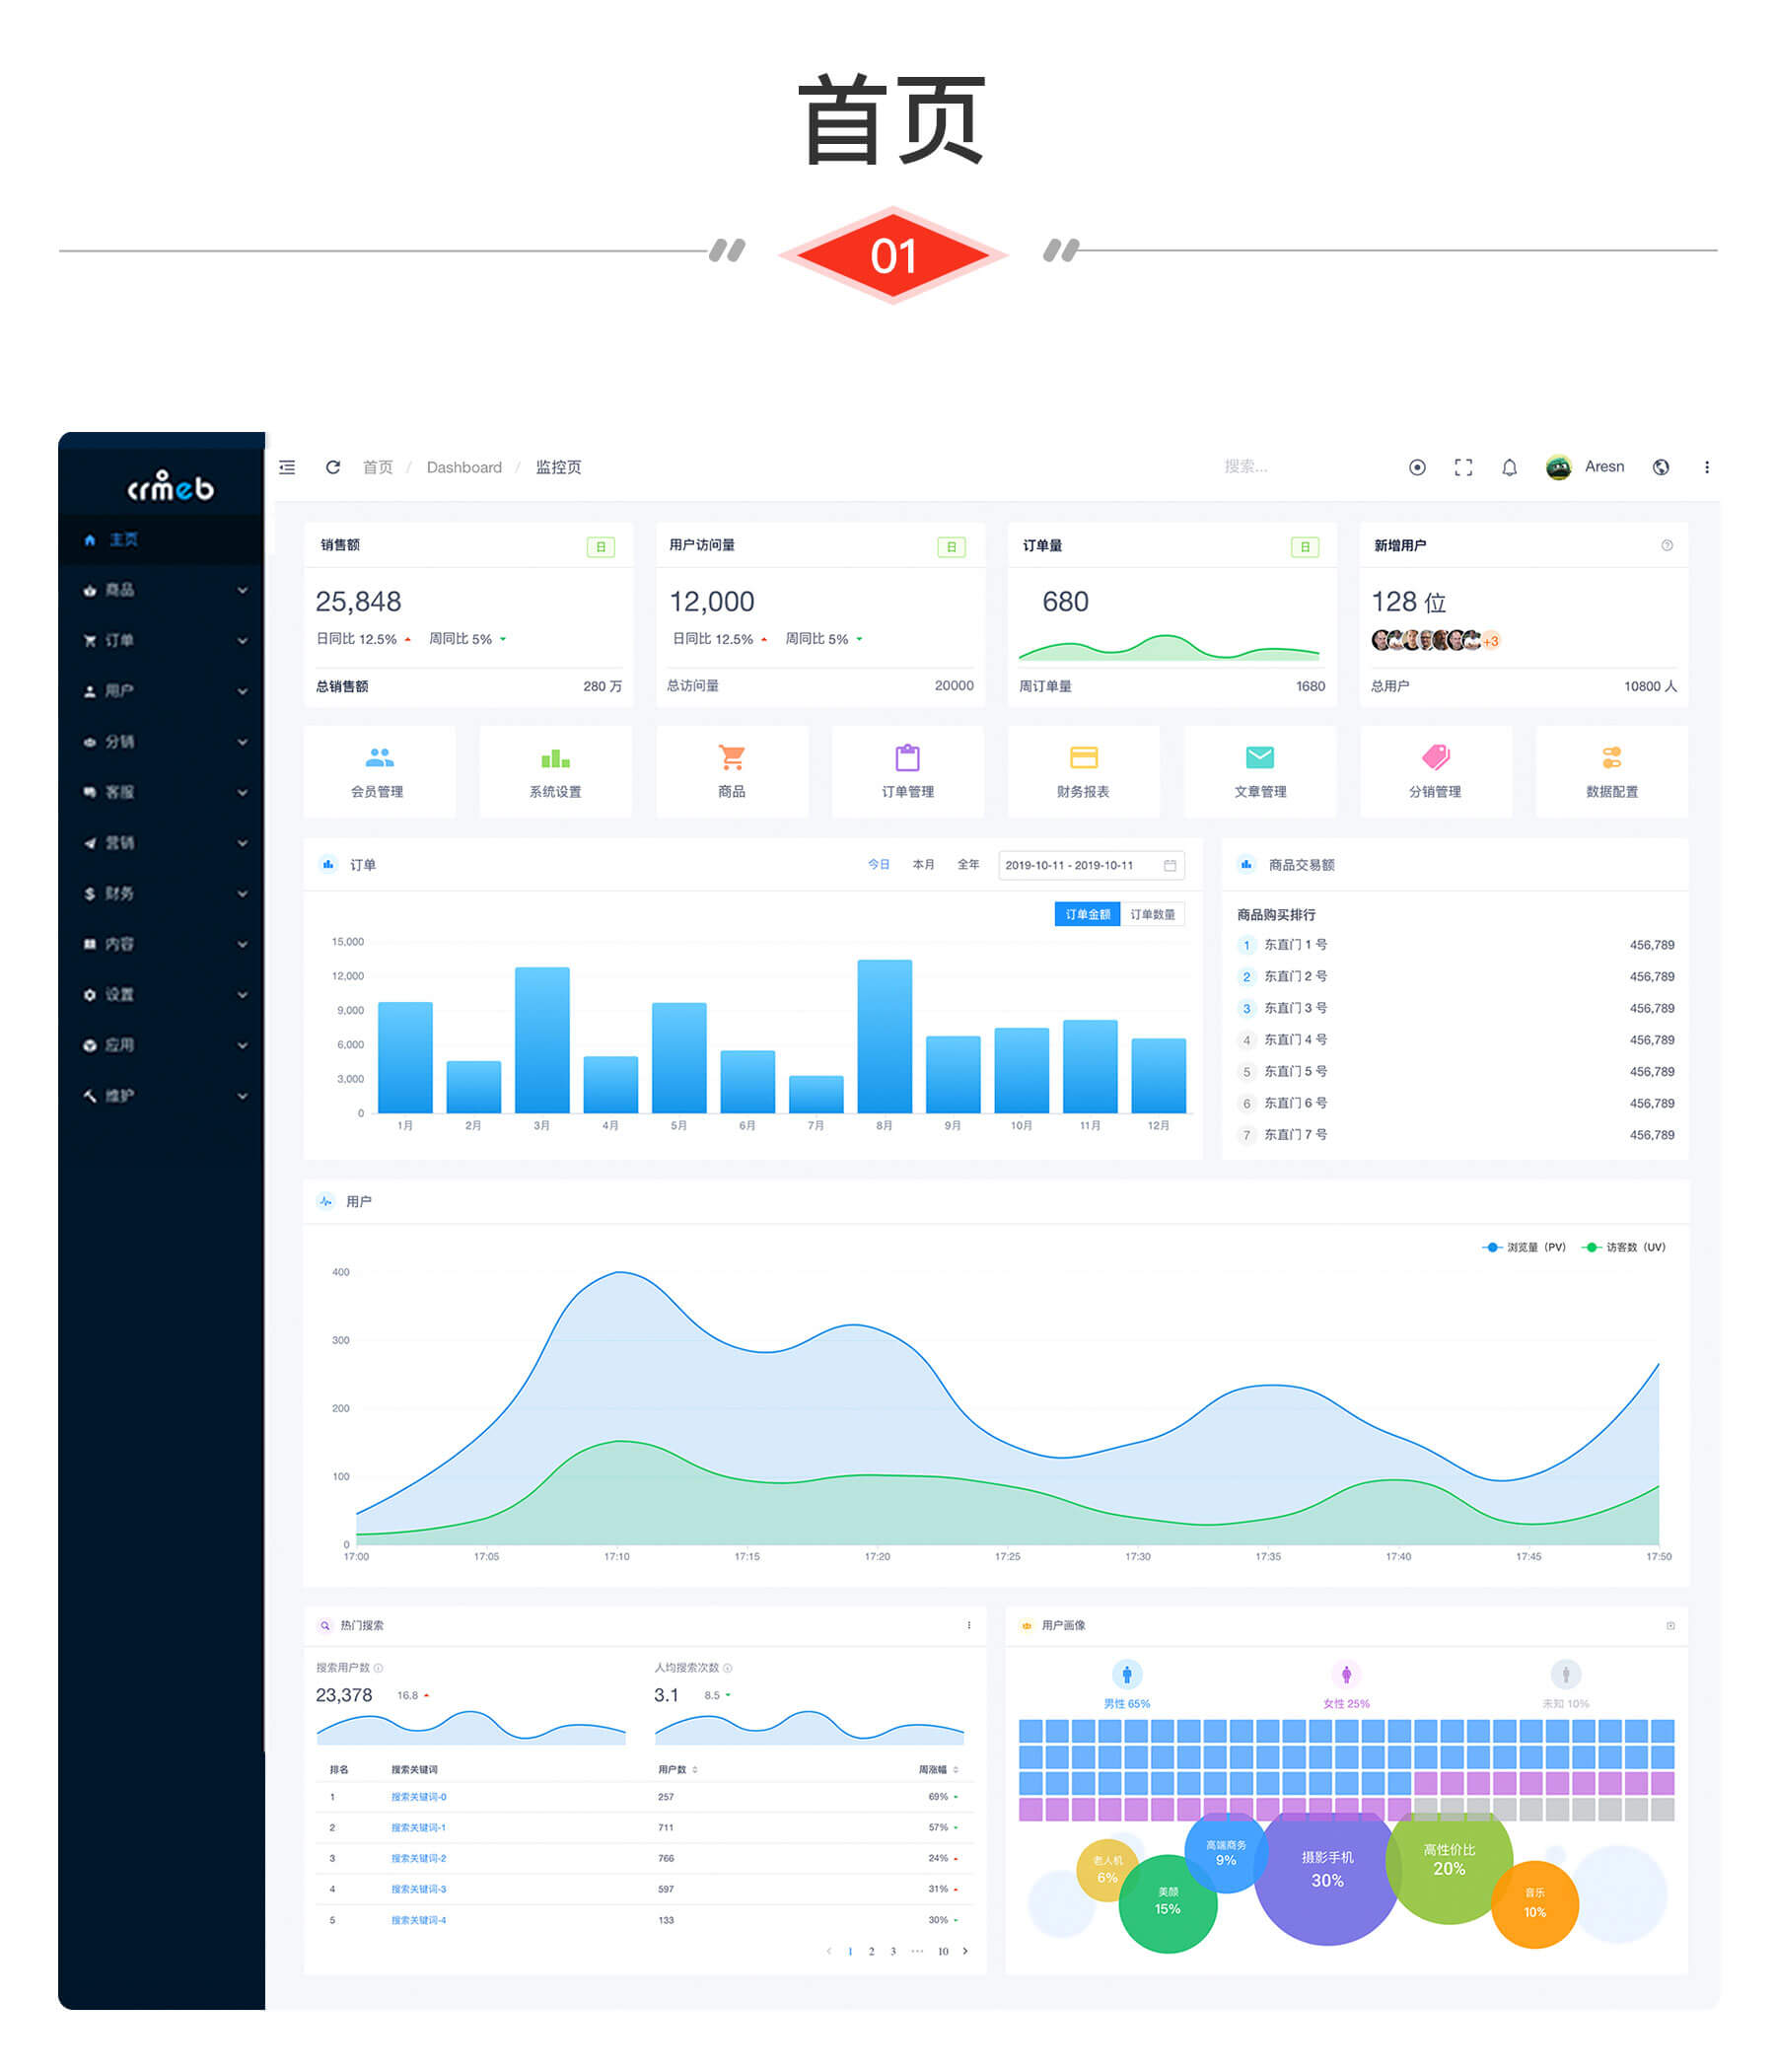 首页
01
crmeb
主页
商品
订单
用户
分销
客服
营销
财务
内容
设置
应用
维护
首页 / Dashboard / 监控页
搜索...
Aresn
销售额 日
25,848
日同比 12.5% 周同比 5%
总销售额 280 万
用户访问量 日
12,000
日同比 12.5% 周同比 5%
总访问量 20000
订单量 日
680
周订单量 1680
新增用户
128 位
+3
总用户 10800 人
会员管理
系统设置
商品
订单管理
财务报表
文章管理
分销管理
数据配置
订单 今日 本月 全年 2019-10-11 - 2019-10-11
订单金额 订单数量
15,000
12,000
9,000
6,000
3,000
0
1月 2月 3月 4月 5月 6月 7月 8月 9月 10月 11月 12月
商品交易额
商品购买排行
1 东直门 1 号 456,789
2 东直门 2 号 456,789
3 东直门 3 号 456,789
4 东直门 4 号 456,789
5 东直门 5 号 456,789
6 东直门 6 号 456,789
7 东直门 7 号 456,789
用户
浏览量（PV） 访客数（UV）
400
300
200
100
0
17:00 17:05 17:10 17:15 17:20 17:25 17:30 17:35 17:40 17:45 17:50
热门搜索
搜索用户数
23,378 16.8
人均搜索次数
3.1 8.5
排名 搜索关键词 用户数 周涨幅
1 搜索关键词-0 257 69%
2 搜索关键词-1 711 57%
3 搜索关键词-2 766 24%
4 搜索关键词-3 597 31%
5 搜索关键词-4 133 30%
1 2 3 ··· 10
用户画像
男性 65%
女性 25%
未知 10%
老人机
6%
美颜
15%
高端商务
9%
摄影手机
30%
高性价比
20%
音乐
10%